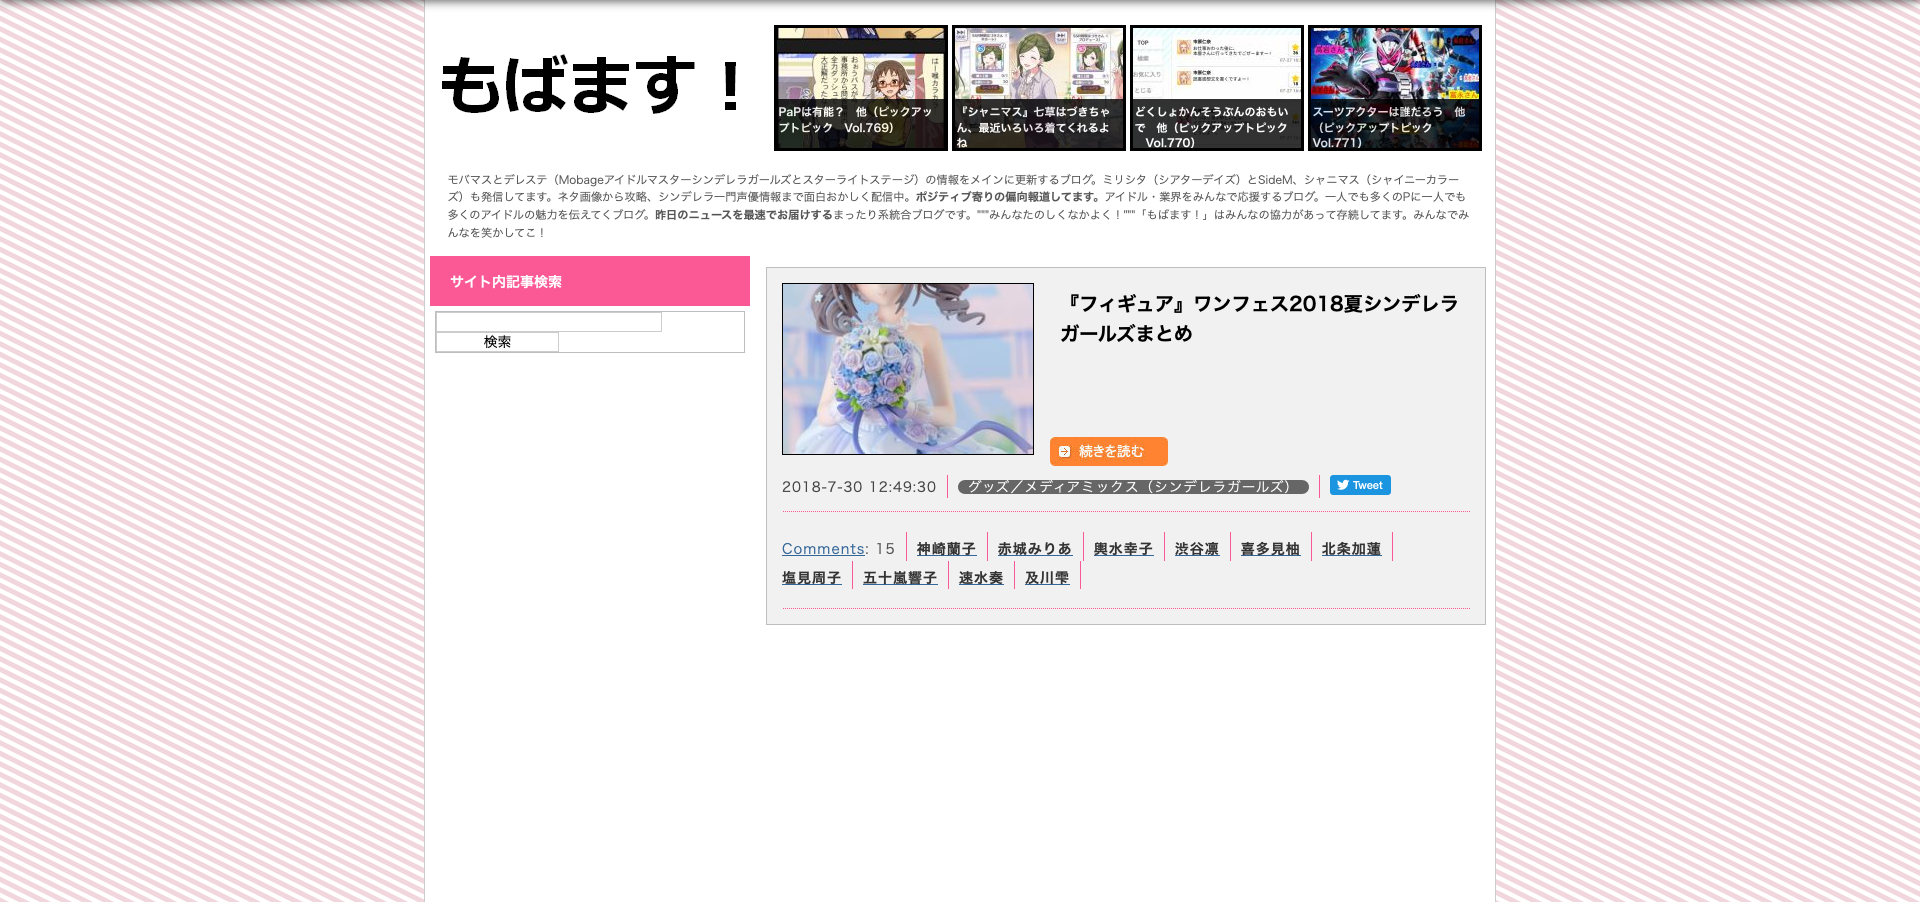 もばます！
PaPは有能？　他（ピックアッ
プトピック　Vol.769）
『シャニマス』七草はづきちゃ
ん、最近いろいろ着てくれるよ
ね
どくしょかんそうぶんのおもい
で　他（ピックアップトピック
Vol.770）
スーツアクターは誰だろう　他
（ピックアップトピック
Vol.771）
モバマスとデレステ（Mobageアイドルマスターシンデレラガールズとスターライトステージ）の情報をメインに更新するブログ。ミリシタ（シアターデイズ）とSideM、シャニマス（シャイニーカラー
ズ）も発信してます。ネタ画像から攻略、シンデレラ一門声優情報まで面白おかしく配信中。ポジティブ寄りの偏向報道してます。アイドル・業界をみんなで応援するブログ。一人でも多くのPに一人でも
多くのアイドルの魅力を伝えてくブログ。昨日のニュースを最速でお届けするまったり系統合ブログです。"""みんなたのしくなかよく！"""「もばます！」はみんなの協力があって存続してます。みんなでみ
んなを笑かしてこ！
サイト内記事検索
検索
『フィギュア』ワンフェス2018夏シンデレラ
ガールズまとめ
続きを読む
2018-7-30 12:49:30 グッズ／メディアミックス（シンデレラガールズ） Tweet
Comments: 15 神崎蘭子 赤城みりあ 輿水幸子 渋谷凛 喜多見柚 北条加蓮
塩見周子 五十嵐響子 速水奏 及川雫